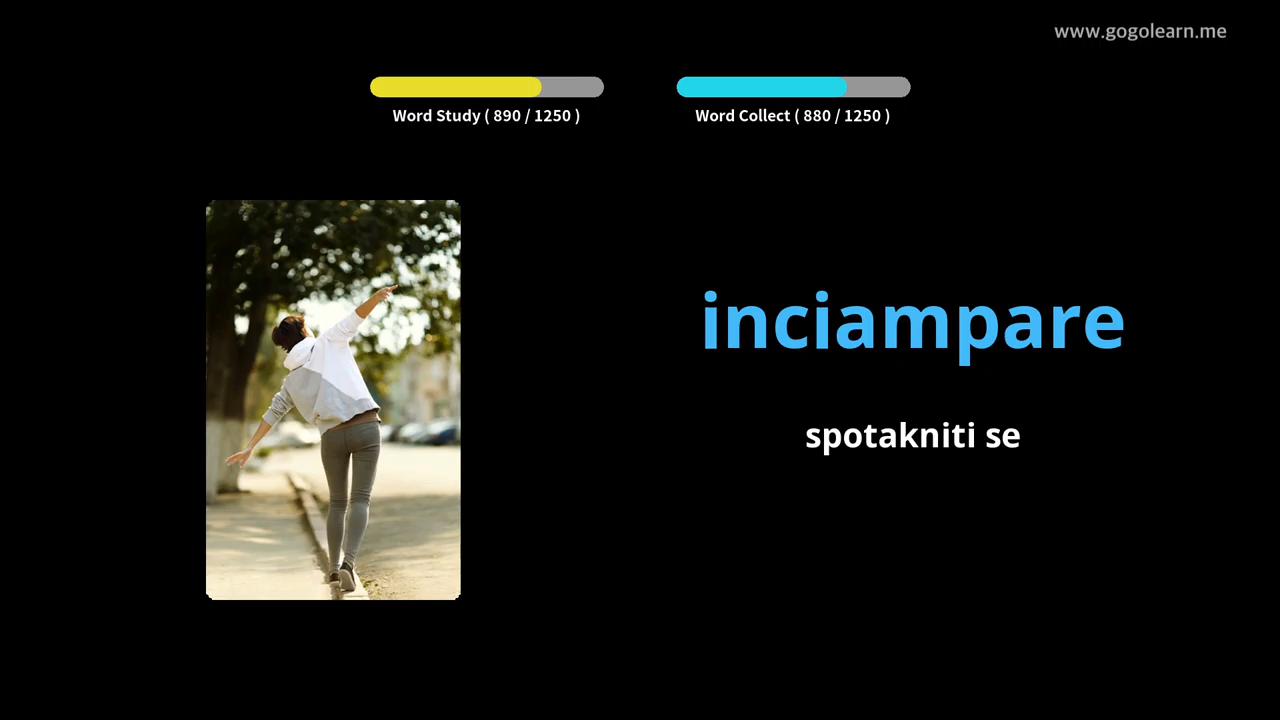 www.gogolearn.me
Word Study ( 890 / 1250 )
Word Collect ( 880 / 1250 )
inciampare
spotakniti se